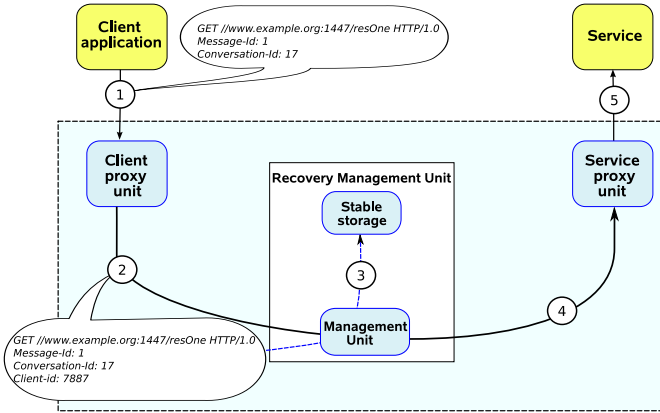 Client
application
GET //www.example.org:1447/resOne HTTP/1.0
Message-Id: 1
Conversation-Id: 17
Service
1
5
Client
proxy
unit
Service
proxy
unit
Recovery Management Unit
Stable
storage
2
3
4
Management
Unit
GET //www.example.org:1447/resOne HTTP/1.0
Message-Id: 1
Conversation-Id: 17
Client-id: 7887